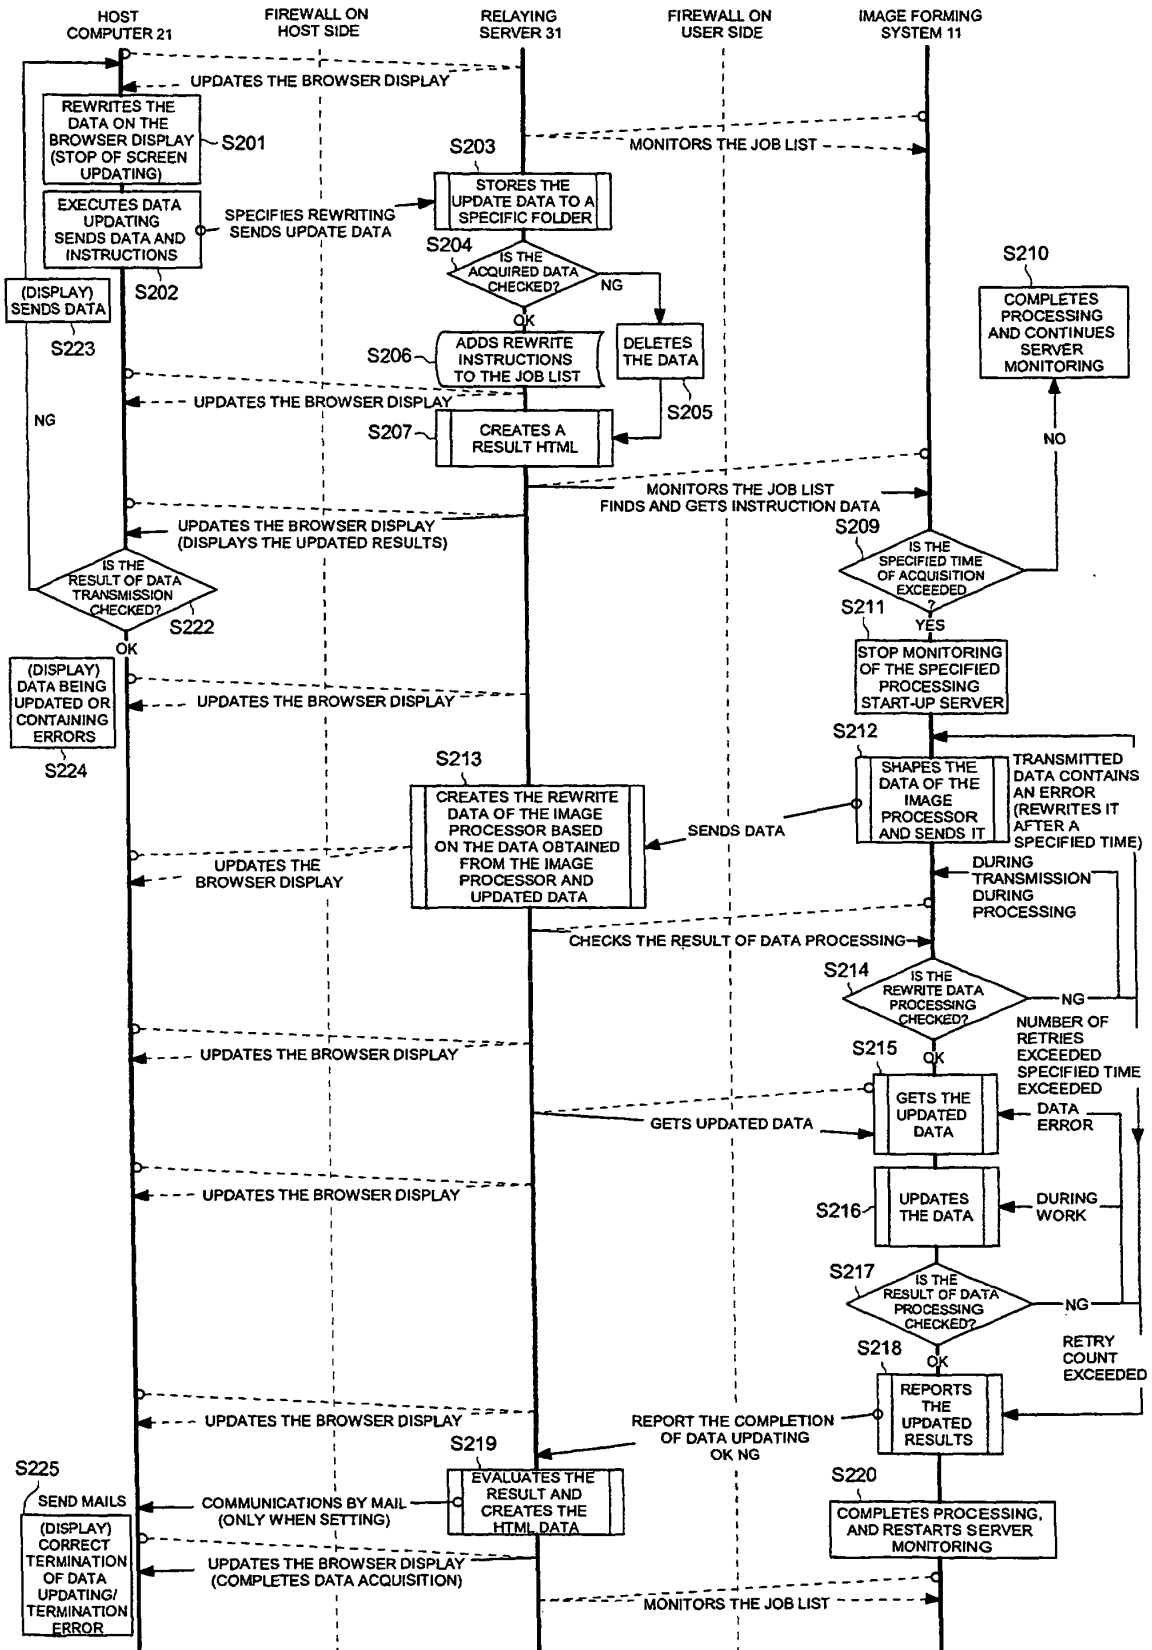 HOST
COMPUTER 21
FIREWALL ON
HOST SIDE
RELAYING
SERVER 31
FIREWALL ON
USER SIDE
IMAGE FORMING
SYSTEM 11
UPDATES THE BROWSER DISPLAY
REWRITES THE
DATA ON THE
BROWSER DISPLAY
(STOP OF SCREEN
UPDATING)
S201
MONITORS THE JOB LIST
S203
STORES THE
UPDATE DATA TO A
SPECIFIC FOLDER
EXECUTES DATA
UPDATING
SENDS DATA AND
INSTRUCTIONS
S202
SPECIFIES REWRITING
SENDS UPDATE DATA
S204
IS THE
ACQUIRED DATA
CHECKED?
NG
OK
S210
COMPLETES
PROCESSING
AND CONTINUES
SERVER
MONITORING
(DISPLAY)
SENDS DATA
S223
S206
ADDS REWRITE
INSTRUCTIONS
TO THE JOB LIST
DELETES
THE DATA
S205
UPDATES THE BROWSER DISPLAY
NG
S207
CREATES A
RESULT HTML
NO
MONITORS THE JOB LIST
FINDS AND GETS INSTRUCTION DATA
UPDATES THE BROWSER DISPLAY
(DISPLAYS THE UPDATED RESULTS)
S209
IS THE
SPECIFIED TIME
OF ACQUISITION
EXCEEDED
?
IS THE
RESULT OF DATA
TRANSMISSION
CHECKED?
S222
OK
S211
YES
STOP MONITORING
OF THE SPECIFIED
PROCESSING
START-UP SERVER
(DISPLAY)
DATA BEING
UPDATED OR
CONTAINING
ERRORS
S224
UPDATES THE BROWSER DISPLAY
S212
SHAPES THE
DATA OF THE
IMAGE
PROCESSOR
AND SENDS IT
TRANSMITTED
DATA CONTAINS
AN ERROR
(REWRITES IT
AFTER A
SPECIFIED TIME)
S213
CREATES THE REWRITE
DATA OF THE IMAGE
PROCESSOR BASED
ON THE DATA OBTAINED
FROM THE IMAGE
PROCESSOR AND
UPDATED DATA
SENDS DATA
UPDATES THE
BROWSER DISPLAY
DURING
TRANSMISSION
DURING
PROCESSING
CHECKS THE RESULT OF DATA PROCESSING
S214
IS THE
REWRITE DATA
PROCESSING
CHECKED?
NG
OK
NUMBER OF
RETRIES
EXCEEDED
SPECIFIED TIME
EXCEEDED
UPDATES THE BROWSER DISPLAY
S215
GETS THE
UPDATED
DATA
DATA
ERROR
GETS UPDATED DATA
UPDATES THE BROWSER DISPLAY
S216
UPDATES
THE DATA
DURING
WORK
S217
IS THE
RESULT OF DATA
PROCESSING
CHECKED?
NG
OK
RETRY
COUNT
EXCEEDED
S218
REPORTS
THE
UPDATED
RESULTS
UPDATES THE BROWSER DISPLAY
REPORT THE COMPLETION
OF DATA UPDATING
OK NG
S219
EVALUATES THE
RESULT AND
CREATES THE
HTML DATA
S220
COMPLETES PROCESSING,
AND RESTARTS SERVER
MONITORING
S225
SEND MAILS
COMMUNICATIONS BY MAIL
(ONLY WHEN SETTING)
(DISPLAY)
CORRECT
TERMINATION
OF DATA
UPDATING/
TERMINATION
ERROR
UPDATES THE BROWSER DISPLAY
(COMPLETES DATA ACQUISITION)
MONITORS THE JOB LIST